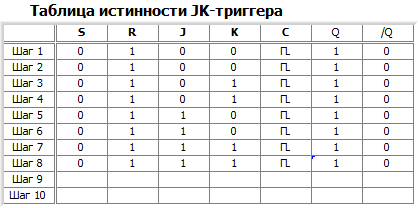 Таблица истинности JK-триггера
S R J K C Q /Q
Шаг 1 0 1 0 0 ⎍ 1 0
Шаг 2 0 1 0 0 ⎍ 1 0
Шаг 3 0 1 0 1 ⎍ 1 0
Шаг 4 0 1 0 1 ⎍ 1 0
Шаг 5 0 1 1 0 ⎍ 1 0
Шаг 6 0 1 1 0 ⎍ 1 0
Шаг 7 0 1 1 1 ⎍ 1 0
Шаг 8 0 1 1 1 ⎍ 1 0
Шаг 9
Шаг 10